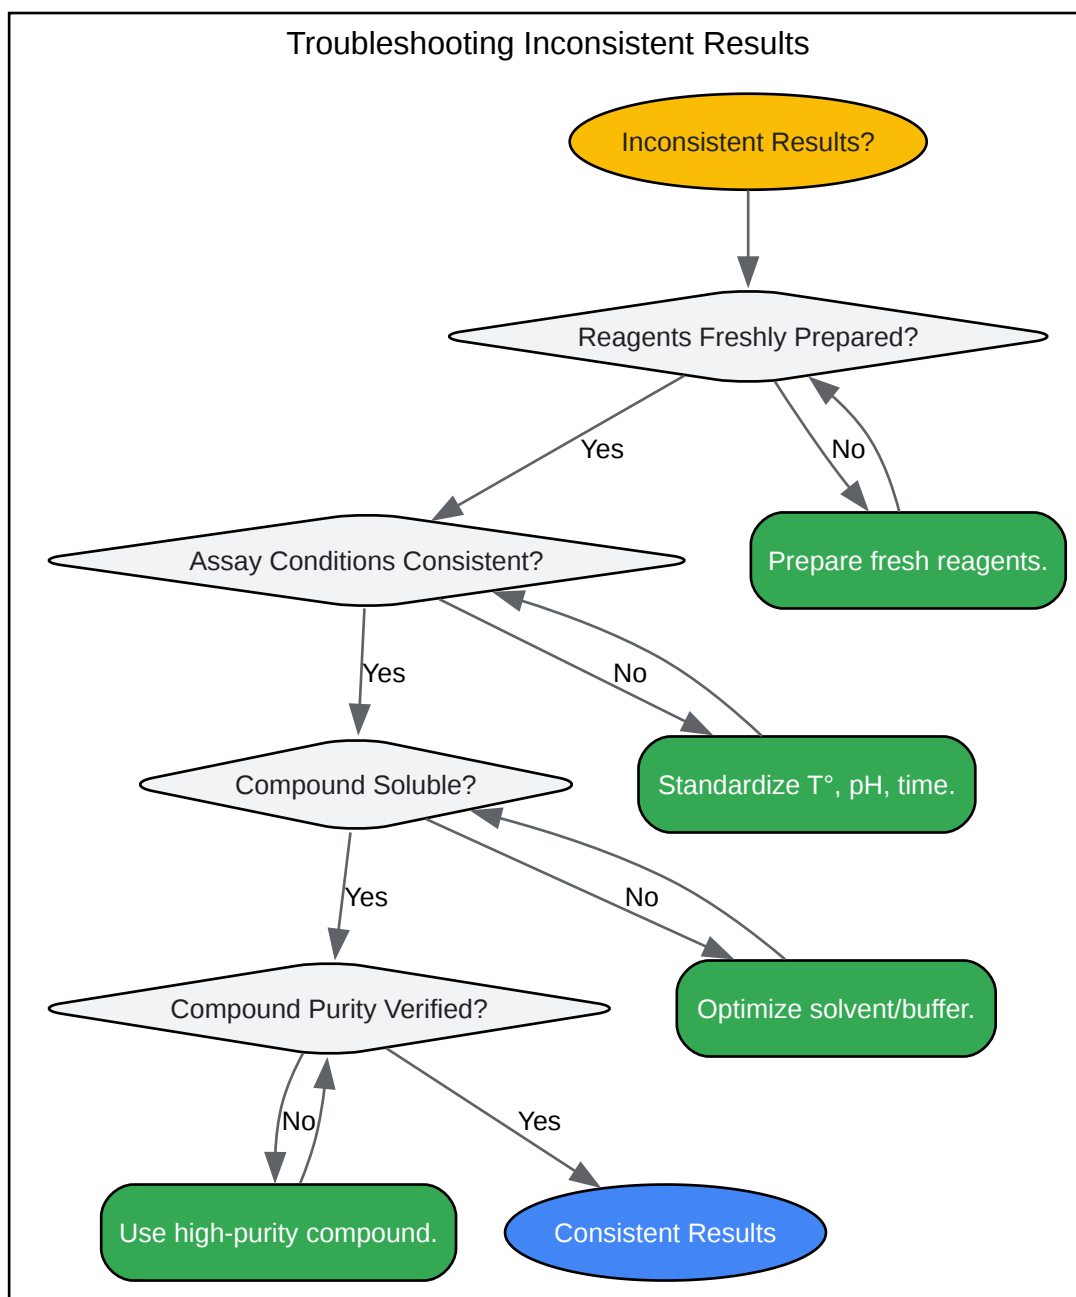 Troubleshooting Inconsistent Results
Inconsistent Results?
Reagents Freshly Prepared?
Yes
No
Assay Conditions Consistent?
Prepare fresh reagents.
Yes
No
Compound Soluble?
Standardize T°, pH, time.
Yes
No
Compound Purity Verified?
Optimize solvent/buffer.
No
Yes
Use high-purity compound.
Consistent Results